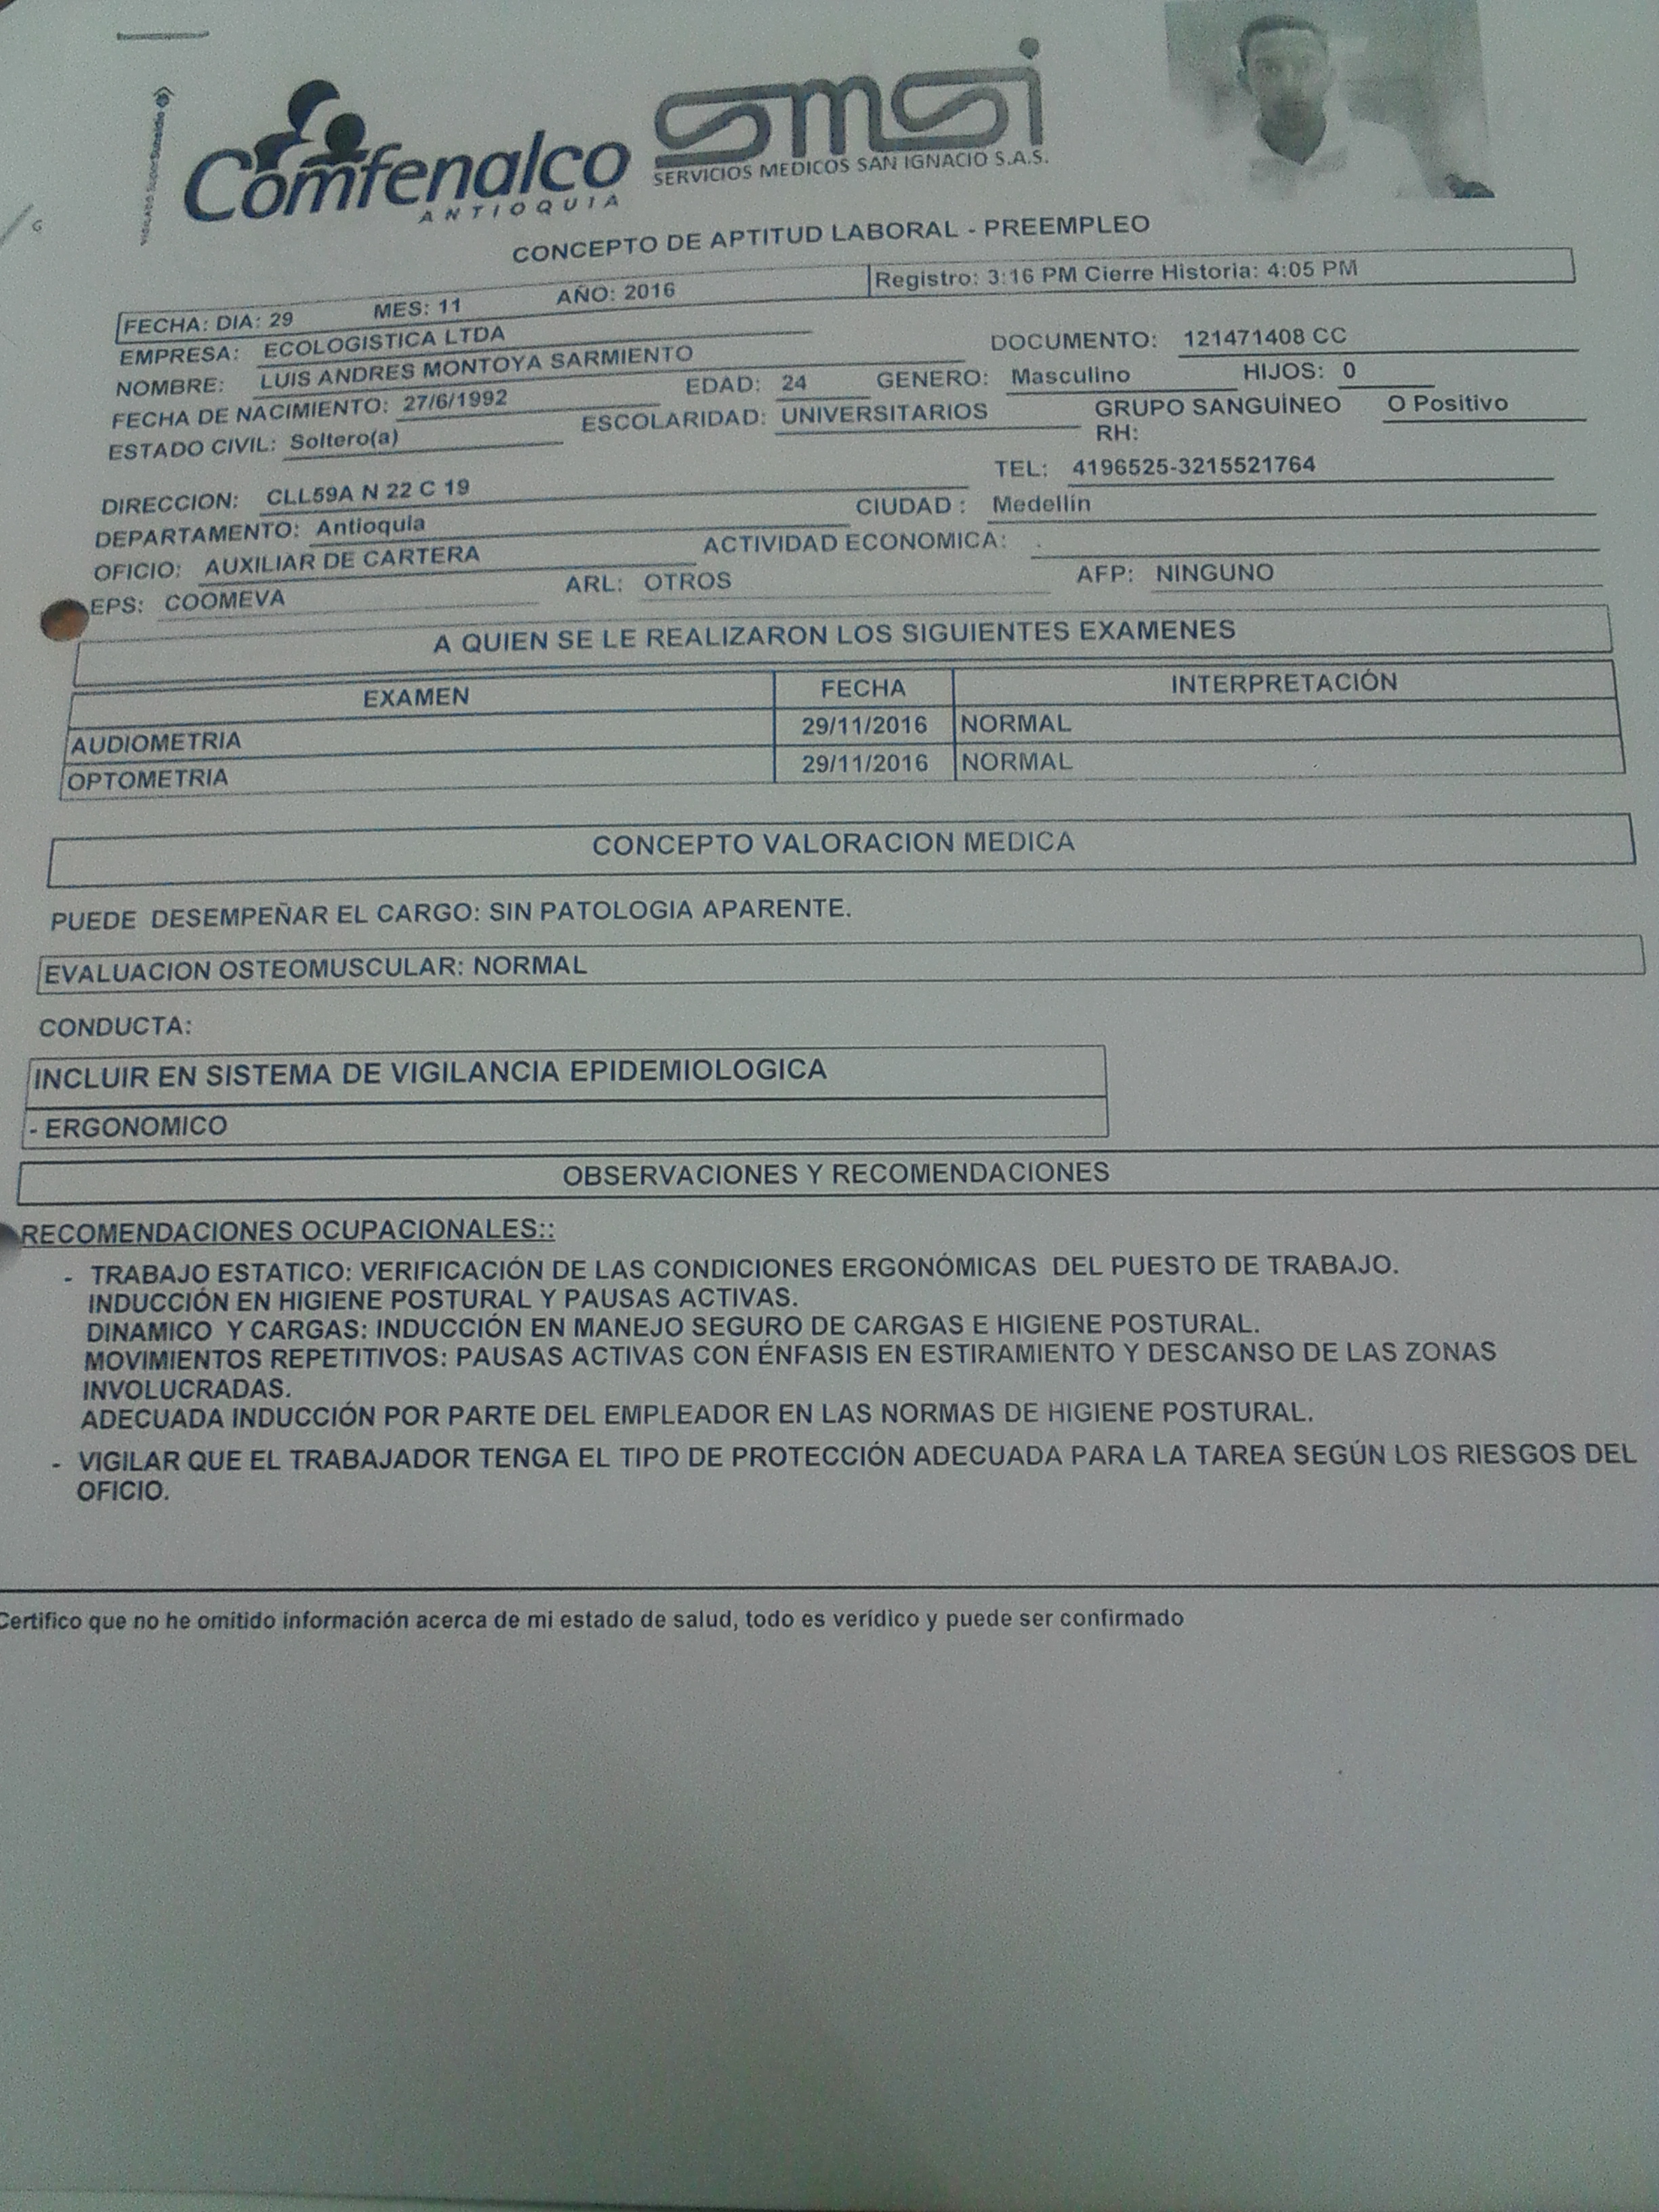 VIGILADO SuperSubsidio
Comfenalco
ANTIOQUIA
smsi
SERVICIOS MEDICOS SAN IGNACIO S.A.S.
CONCEPTO DE APTITUD LABORAL - PREEMPLEO
FECHA: DIA: 29 MES: 11 AÑO: 2016 Registro: 3:16 PM Cierre Historia: 4:05 PM
EMPRESA: ECOLOGISTICA LTDA DOCUMENTO: 121471408 CC
NOMBRE: LUIS ANDRES MONTOYA SARMIENTO
FECHA DE NACIMIENTO: 27/6/1992 EDAD: 24 GENERO: Masculino HIJOS: 0
ESTADO CIVIL: Soltero(a) ESCOLARIDAD: UNIVERSITARIOS GRUPO SANGUÍNEO O Positivo
RH:
DIRECCION: CLL59A N 22 C 19 TEL: 4196525-3215521764
DEPARTAMENTO: Antioquia CIUDAD : Medellín
OFICIO: AUXILIAR DE CARTERA ACTIVIDAD ECONOMICA: .
EPS: COOMEVA ARL: OTROS AFP: NINGUNO
A QUIEN SE LE REALIZARON LOS SIGUIENTES EXAMENES
EXAMEN FECHA INTERPRETACIÓN
AUDIOMETRIA 29/11/2016 NORMAL
OPTOMETRIA 29/11/2016 NORMAL
CONCEPTO VALORACION MEDICA
PUEDE DESEMPEÑAR EL CARGO: SIN PATOLOGIA APARENTE.
EVALUACION OSTEOMUSCULAR: NORMAL
CONDUCTA:
INCLUIR EN SISTEMA DE VIGILANCIA EPIDEMIOLOGICA
- ERGONOMICO
OBSERVACIONES Y RECOMENDACIONES
RECOMENDACIONES OCUPACIONALES::
- TRABAJO ESTATICO: VERIFICACIÓN DE LAS CONDICIONES ERGONÓMICAS DEL PUESTO DE TRABAJO.
INDUCCIÓN EN HIGIENE POSTURAL Y PAUSAS ACTIVAS.
DINAMICO Y CARGAS: INDUCCIÓN EN MANEJO SEGURO DE CARGAS E HIGIENE POSTURAL.
MOVIMIENTOS REPETITIVOS: PAUSAS ACTIVAS CON ÉNFASIS EN ESTIRAMIENTO Y DESCANSO DE LAS ZONAS
INVOLUCRADAS.
ADECUADA INDUCCIÓN POR PARTE DEL EMPLEADOR EN LAS NORMAS DE HIGIENE POSTURAL.
- VIGILAR QUE EL TRABAJADOR TENGA EL TIPO DE PROTECCIÓN ADECUADA PARA LA TAREA SEGÚN LOS RIESGOS DEL
OFICIO.
Certifico que no he omitido información acerca de mi estado de salud, todo es verídico y puede ser confirmado